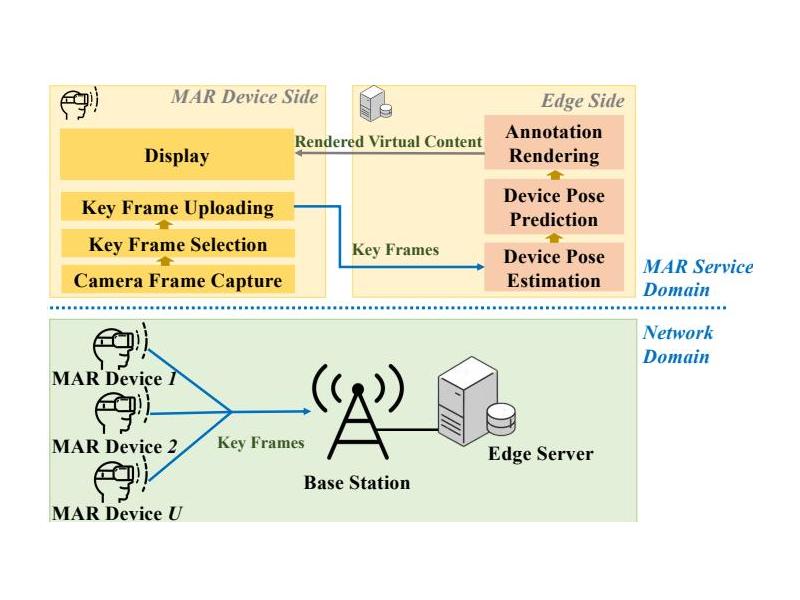 MAR Device Side
Edge Side
Display
Rendered Virtual Content
Annotation
Rendering
Key Frame Uploading
Device Pose
Prediction
Key Frame Selection
Key Frames
Device Pose
Estimation
Camera Frame Capture
MAR Service
Domain
Network
Domain
MAR Device 1
MAR Device 2
Key Frames
Edge Server
Base Station
MAR Device U